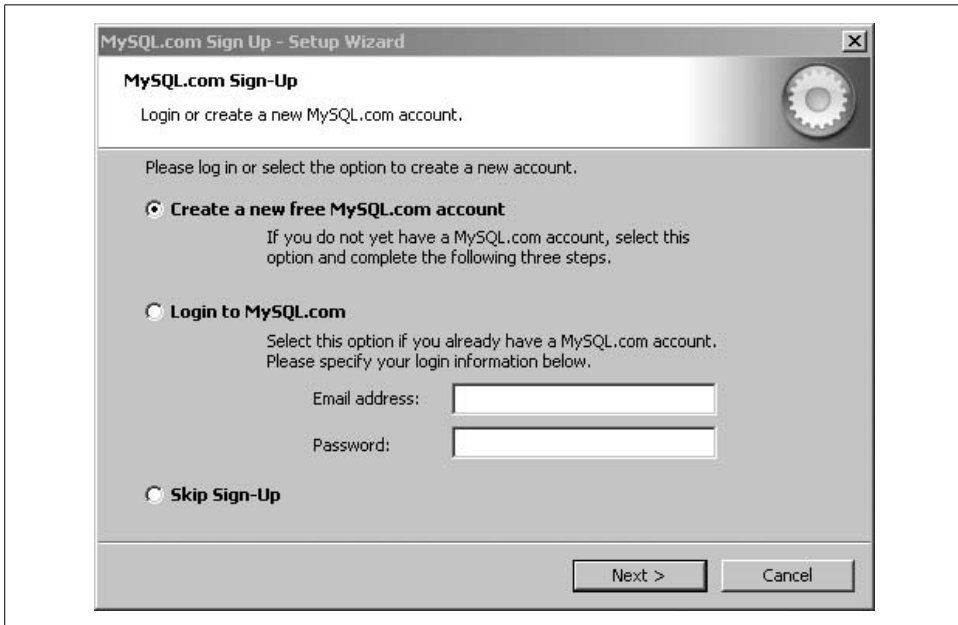 MySQL.com Sign Up - Setup Wizard
MySQL.com Sign-Up
Login or create a new MySQL.com account.
Please log in or select the option to create a new account.
Create a new free MySQL.com account
If you do not yet have a MySQL.com account, select this
option and complete the following three steps.
Login to MySQL.com
Select this option if you already have a MySQL.com account.
Please specify your login information below.
Email address:
Password:
Skip Sign-Up
Next >
Cancel